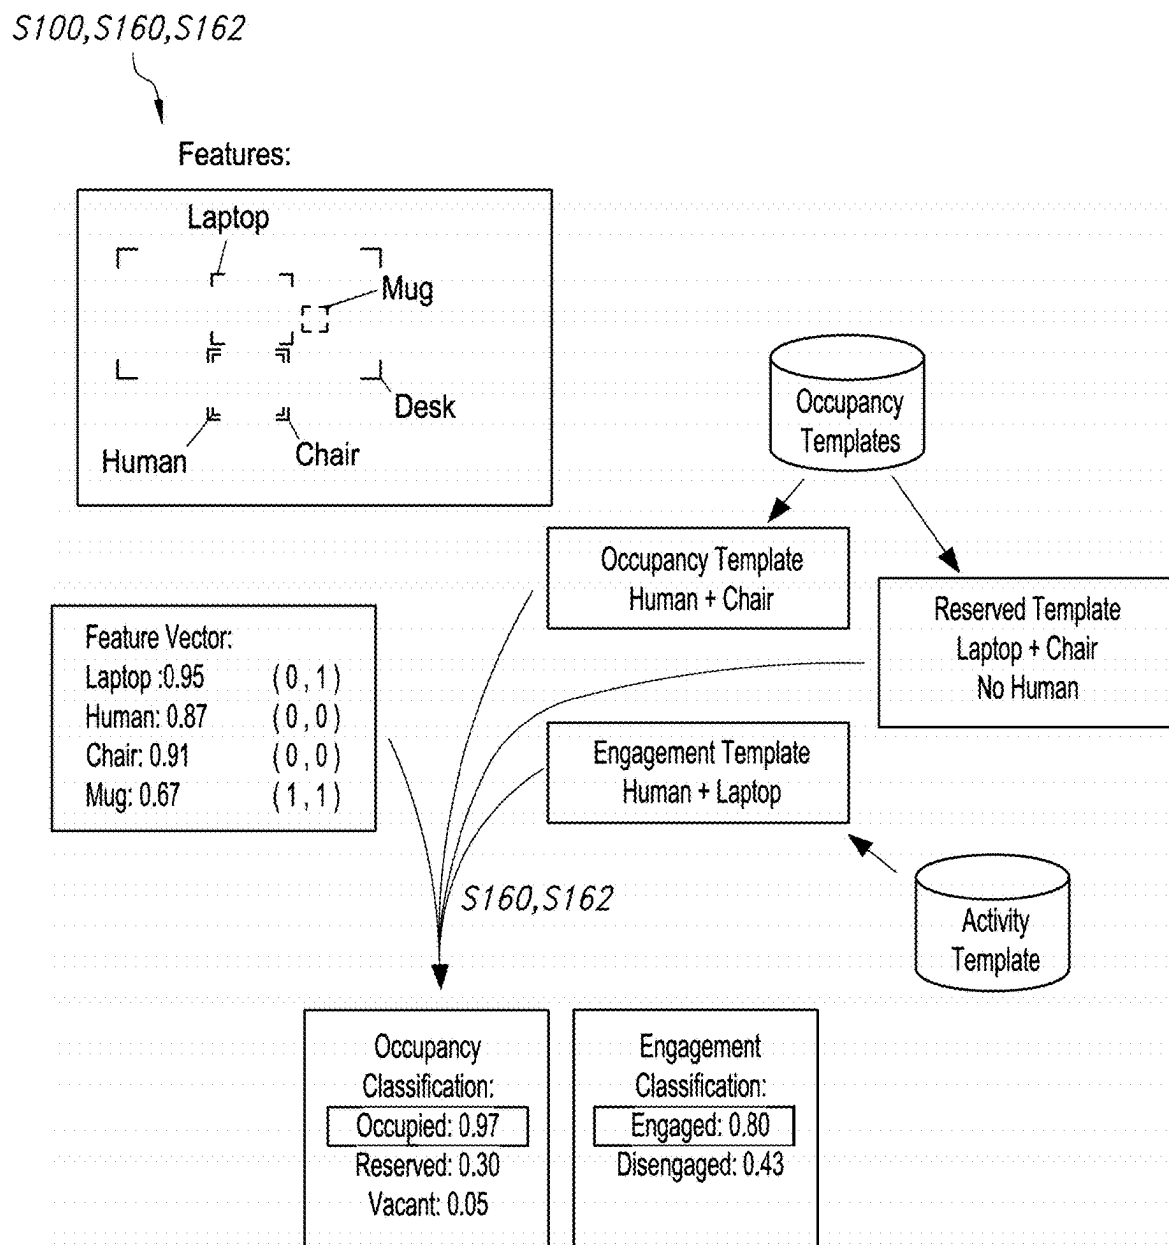 S100,S160,S162
Features:
Laptop
Mug
Desk
Human
Chair
Occupancy
Templates
Occupancy Template
Human + Chair
Reserved Template
Laptop + Chair
No Human
Feature Vector:
Laptop :0.95 (0,1)
Human: 0.87 (0,0)
Chair: 0.91 (0,0)
Mug: 0.67 (1,1)
Engagement Template
Human + Laptop
S160,S162
Activity
Template
Occupancy
Classification:
Occupied: 0.97
Reserved: 0.30
Vacant: 0.05
Engagement
Classification:
Engaged: 0.80
Disengaged: 0.43